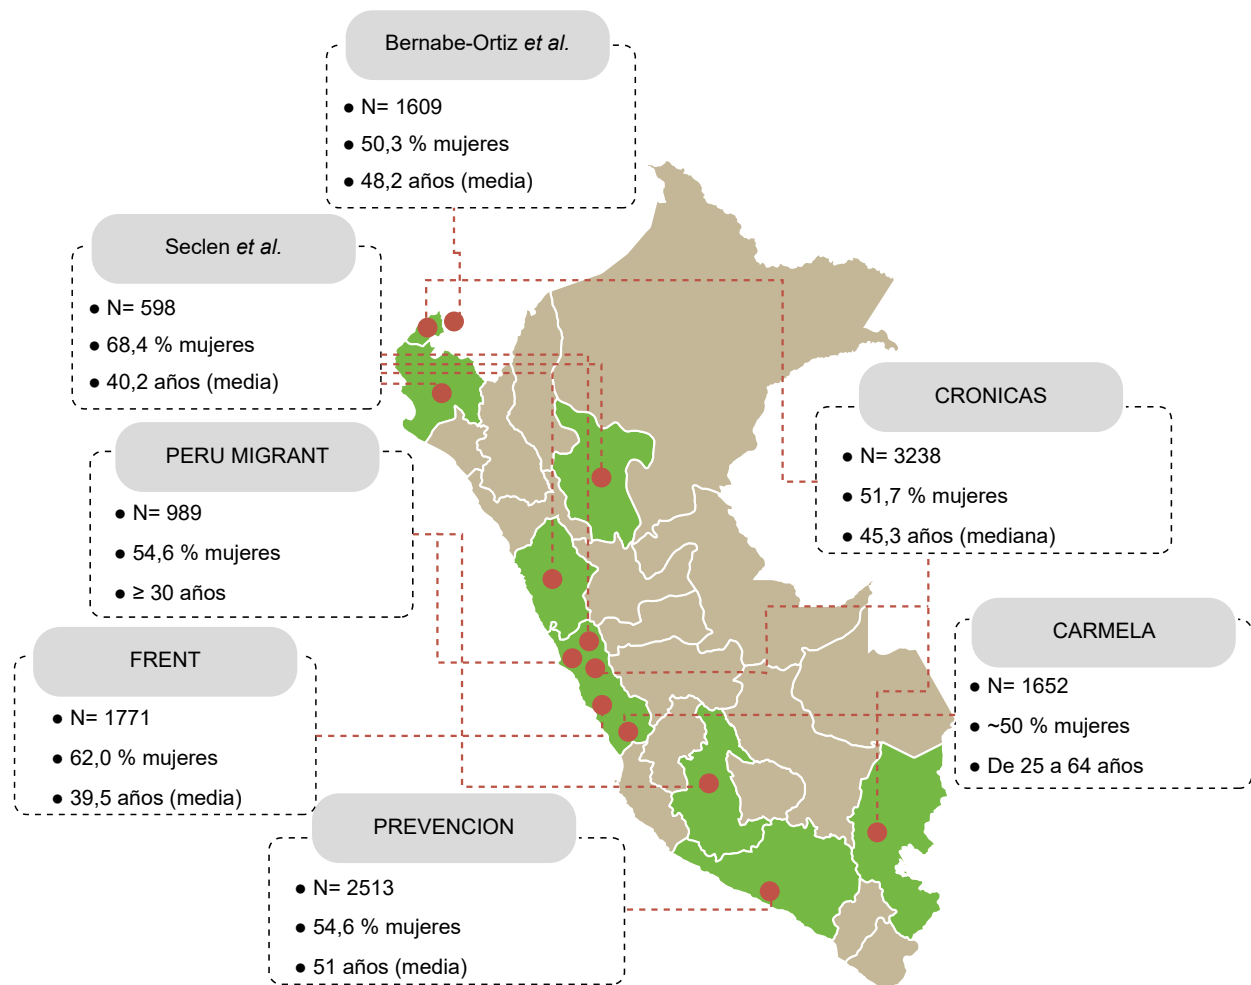 Bernabe-Ortiz et al.
● N= 1609
● 50,3 % mujeres
● 48,2 años (media)
Seclen et al.
● N= 598
● 68,4 % mujeres
● 40,2 años (media)
PERU MIGRANT
● N= 989
● 54,6 % mujeres
● ≥ 30 años
FRENT
● N= 1771
● 62,0 % mujeres
● 39,5 años (media)
PREVENCION
● N= 2513
● 54,6 % mujeres
● 51 años (media)
CRONICAS
● N= 3238
● 51,7 % mujeres
● 45,3 años (mediana)
CARMELA
● N= 1652
● ~50 % mujeres
● De 25 a 64 años